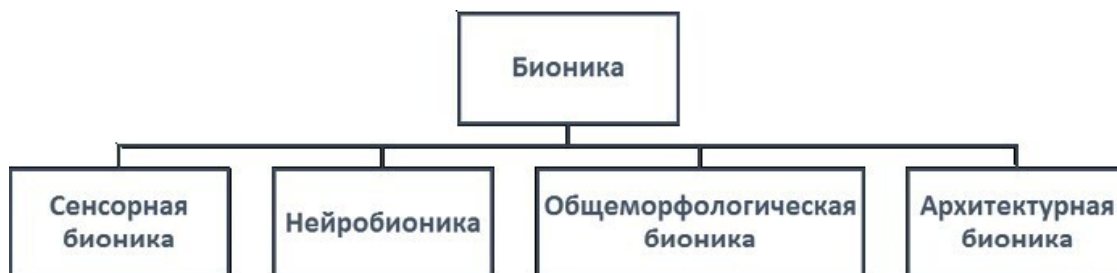 Бионика
Сенсорная
бионика
Нейробионика
Общеморфологическая
бионика
Архитектурная
бионика